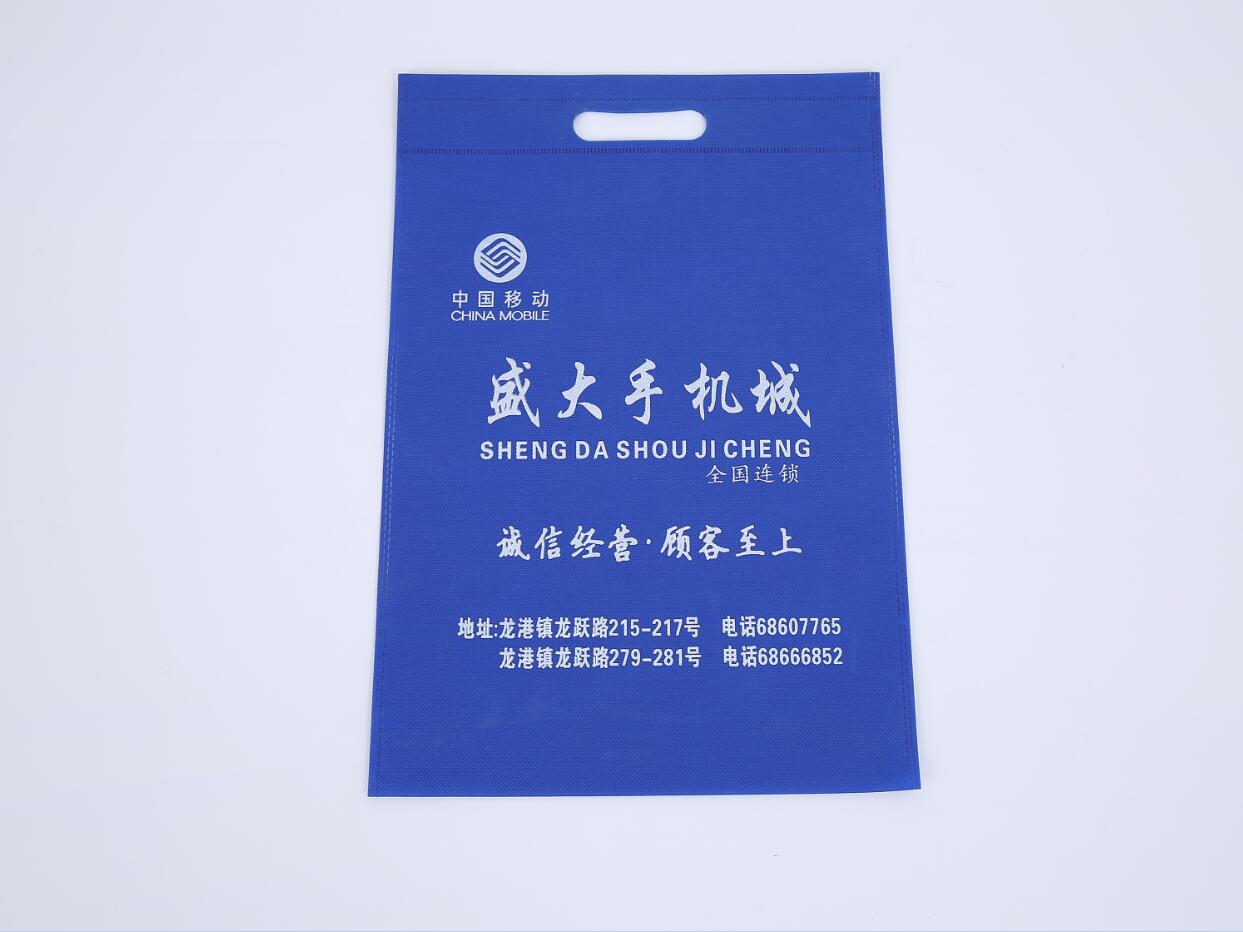 中国移动
CHINA MOBILE
盛大手机城
SHENG DA SHOU JI CHENG
全国连锁
诚信经营·顾客至上
地址:龙港镇龙跃路215-217号 电话68607765
龙港镇龙跃路279-281号 电话68666852